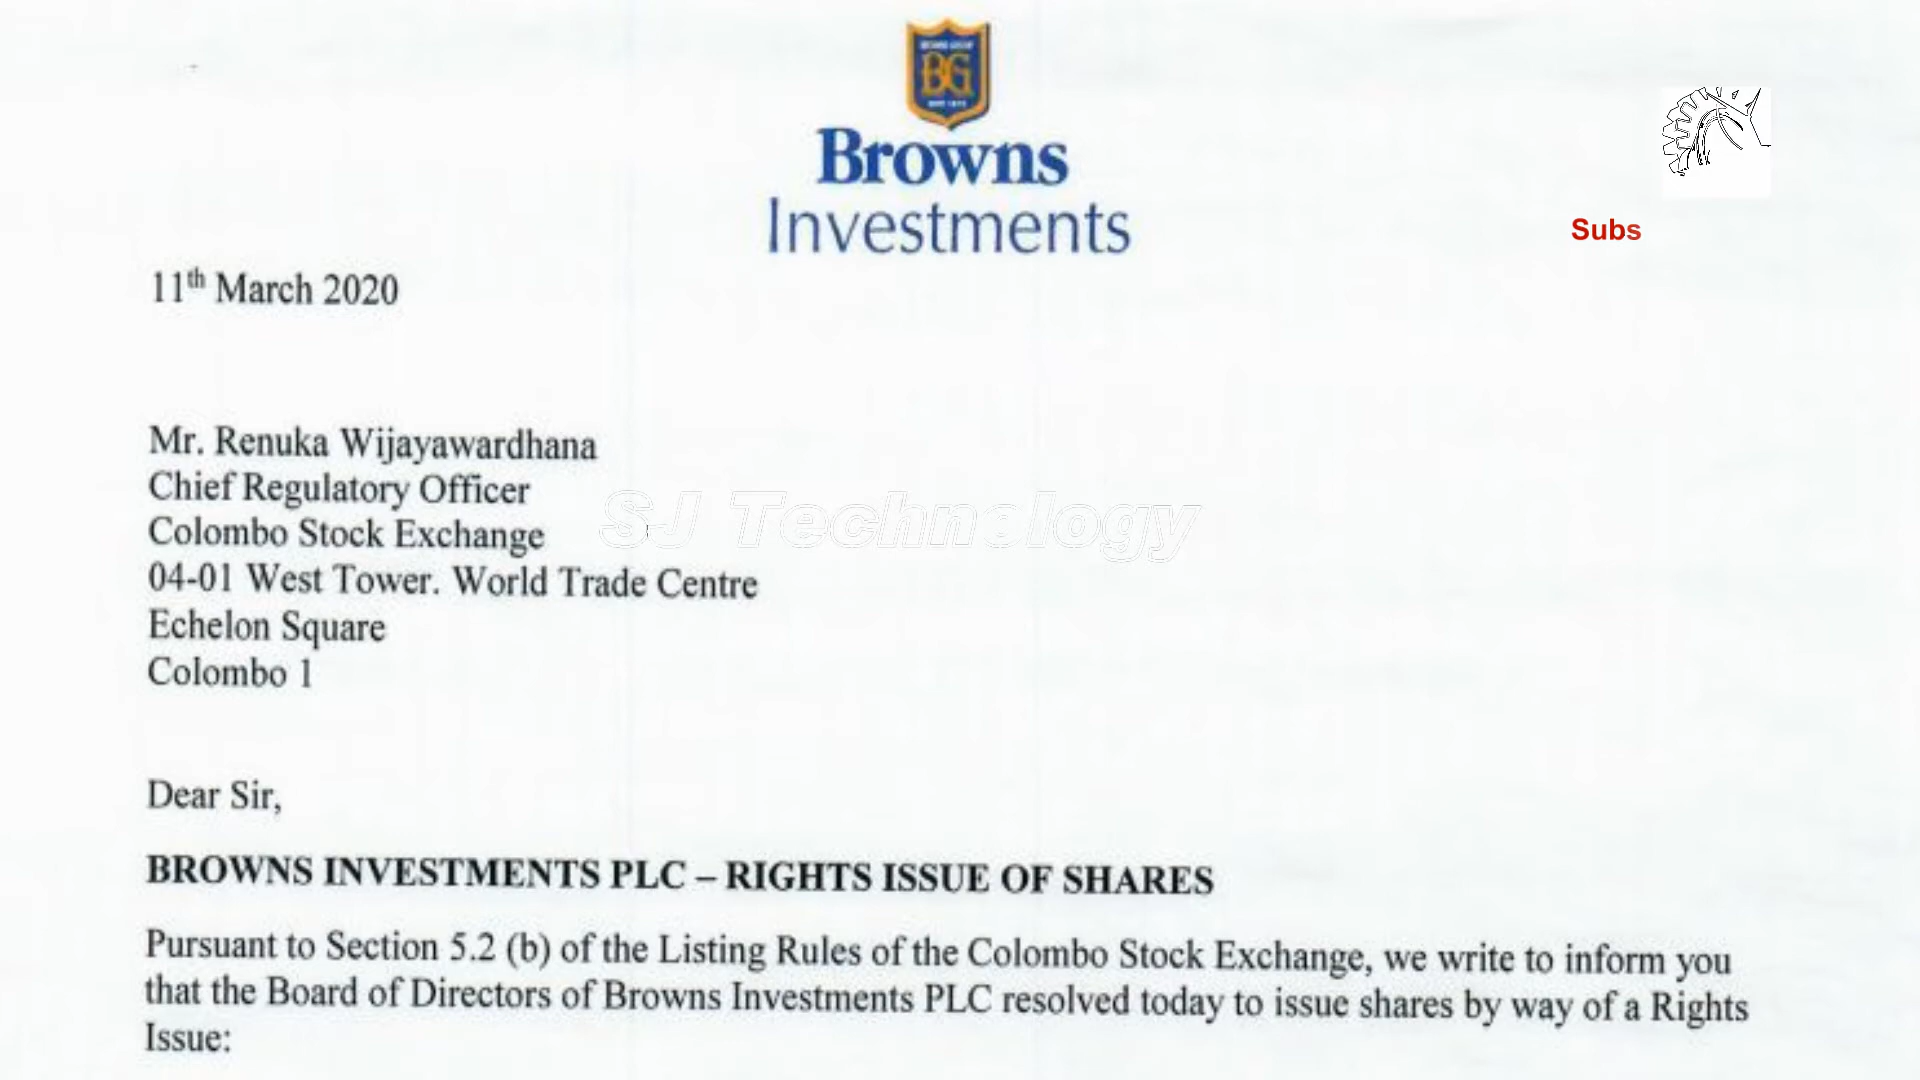 BG
Browns
Investments
Subs
11th March 2020
Mr. Renuka Wijayawardhana
Chief Regulatory Officer
Colombo Stock Exchange
SJ Technology
04-01 West Tower. World Trade Centre
Echelon Square
Colombo 1
Dear Sir,
BROWNS INVESTMENTS PLC – RIGHTS ISSUE OF SHARES
Pursuant to Section 5.2 (b) of the Listing Rules of the Colombo Stock Exchange, we write to inform you
that the Board of Directors of Browns Investments PLC resolved today to issue shares by way of a Rights
Issue: